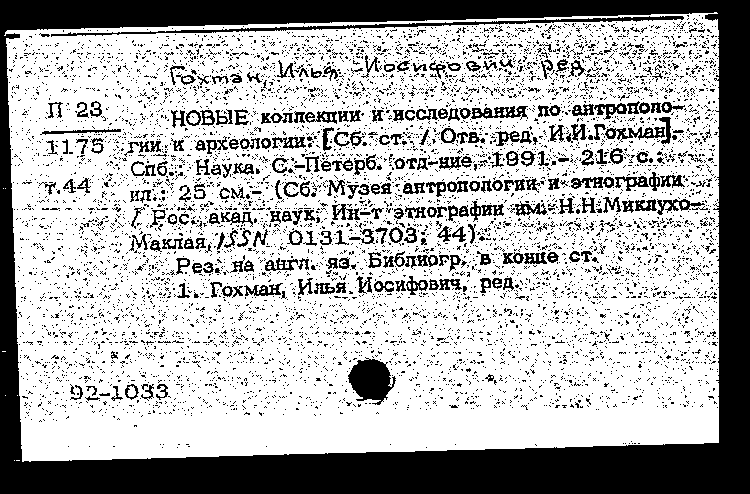 Гохман, Илья Иосифович, ред.
П 23
1175
т.44
НОВЫЕ коллекции и исследования по антрополо-
гии и археологии: [Сб. ст. / Отв. ред. И.И.Гохман].-
Спб.: Наука. С.-Петерб. отд-ние, 1991.- 216 с.:
ил.; 25 см.- (Сб. Музея антропологии и этнографии
/ Рос. акад. наук, Ин-т этнографии им. Н.Н.Миклухо-
Маклая, ISSN 0131-3703; 44).
Рез. на англ. яз. Библиогр. в конце ст.
1. Гохман, Илья Иосифович, ред.
92-1033